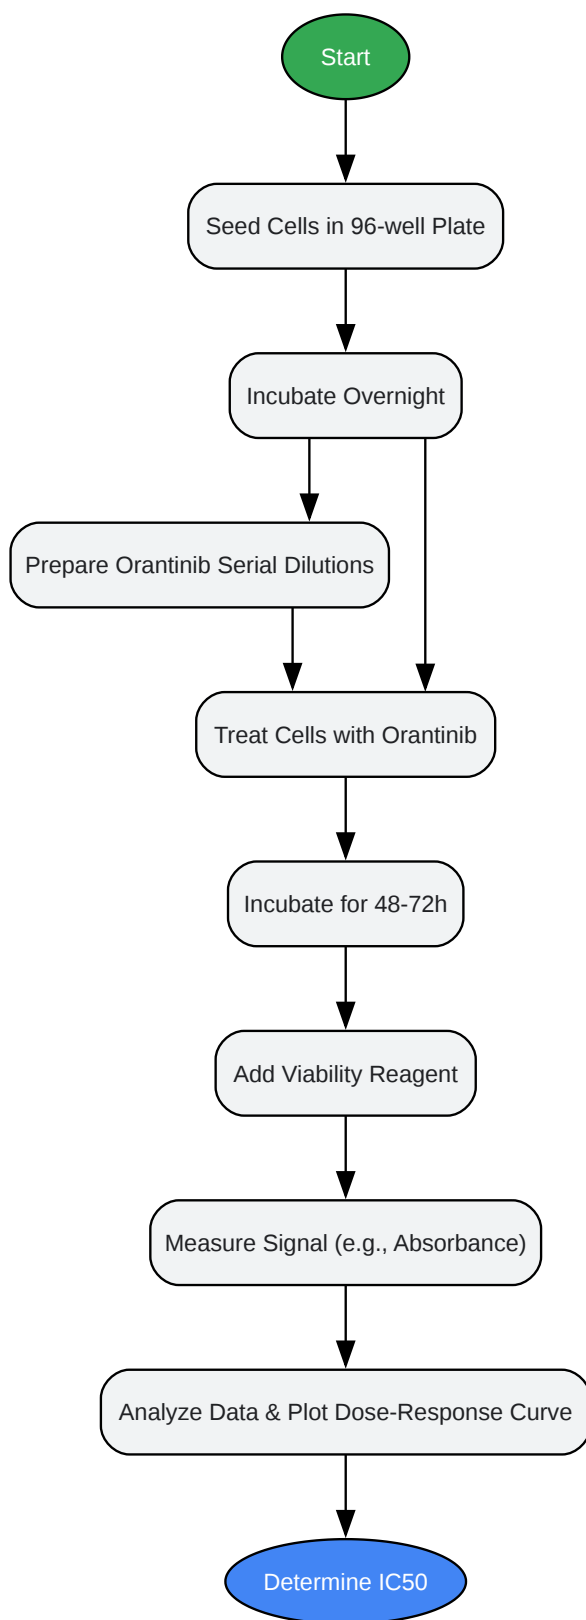 Start
Seed Cells in 96-well Plate
Incubate Overnight
Prepare Orantinib Serial Dilutions
Treat Cells with Orantinib
Incubate for 48-72h
Add Viability Reagent
Measure Signal (e.g., Absorbance)
Analyze Data & Plot Dose-Response Curve
Determine IC50